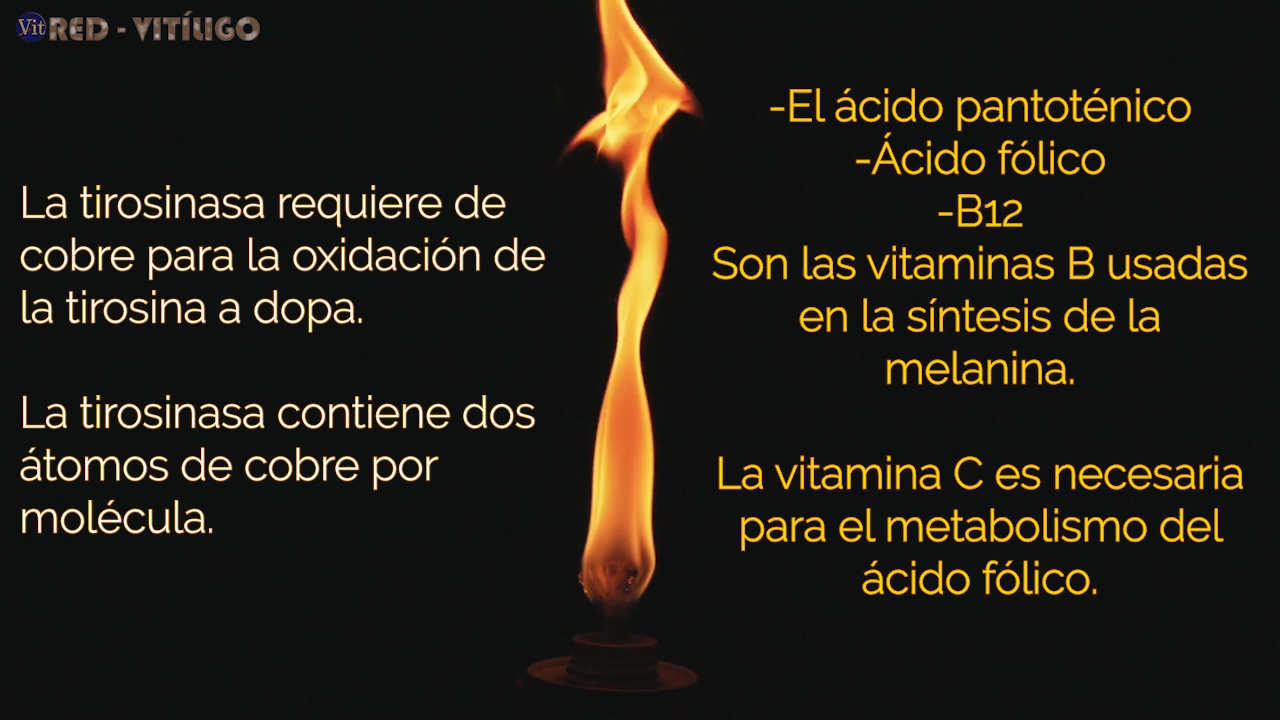 Vit RED - VITÍLIGO
La tirosinasa requiere de
cobre para la oxidación de
la tirosina a dopa.
La tirosinasa contiene dos
átomos de cobre por
molécula.
-El ácido pantoténico
-Ácido fólico
-B12
Son las vitaminas B usadas
en la síntesis de la
melanina.
La vitamina C es necesaria
para el metabolismo del
ácido fólico.